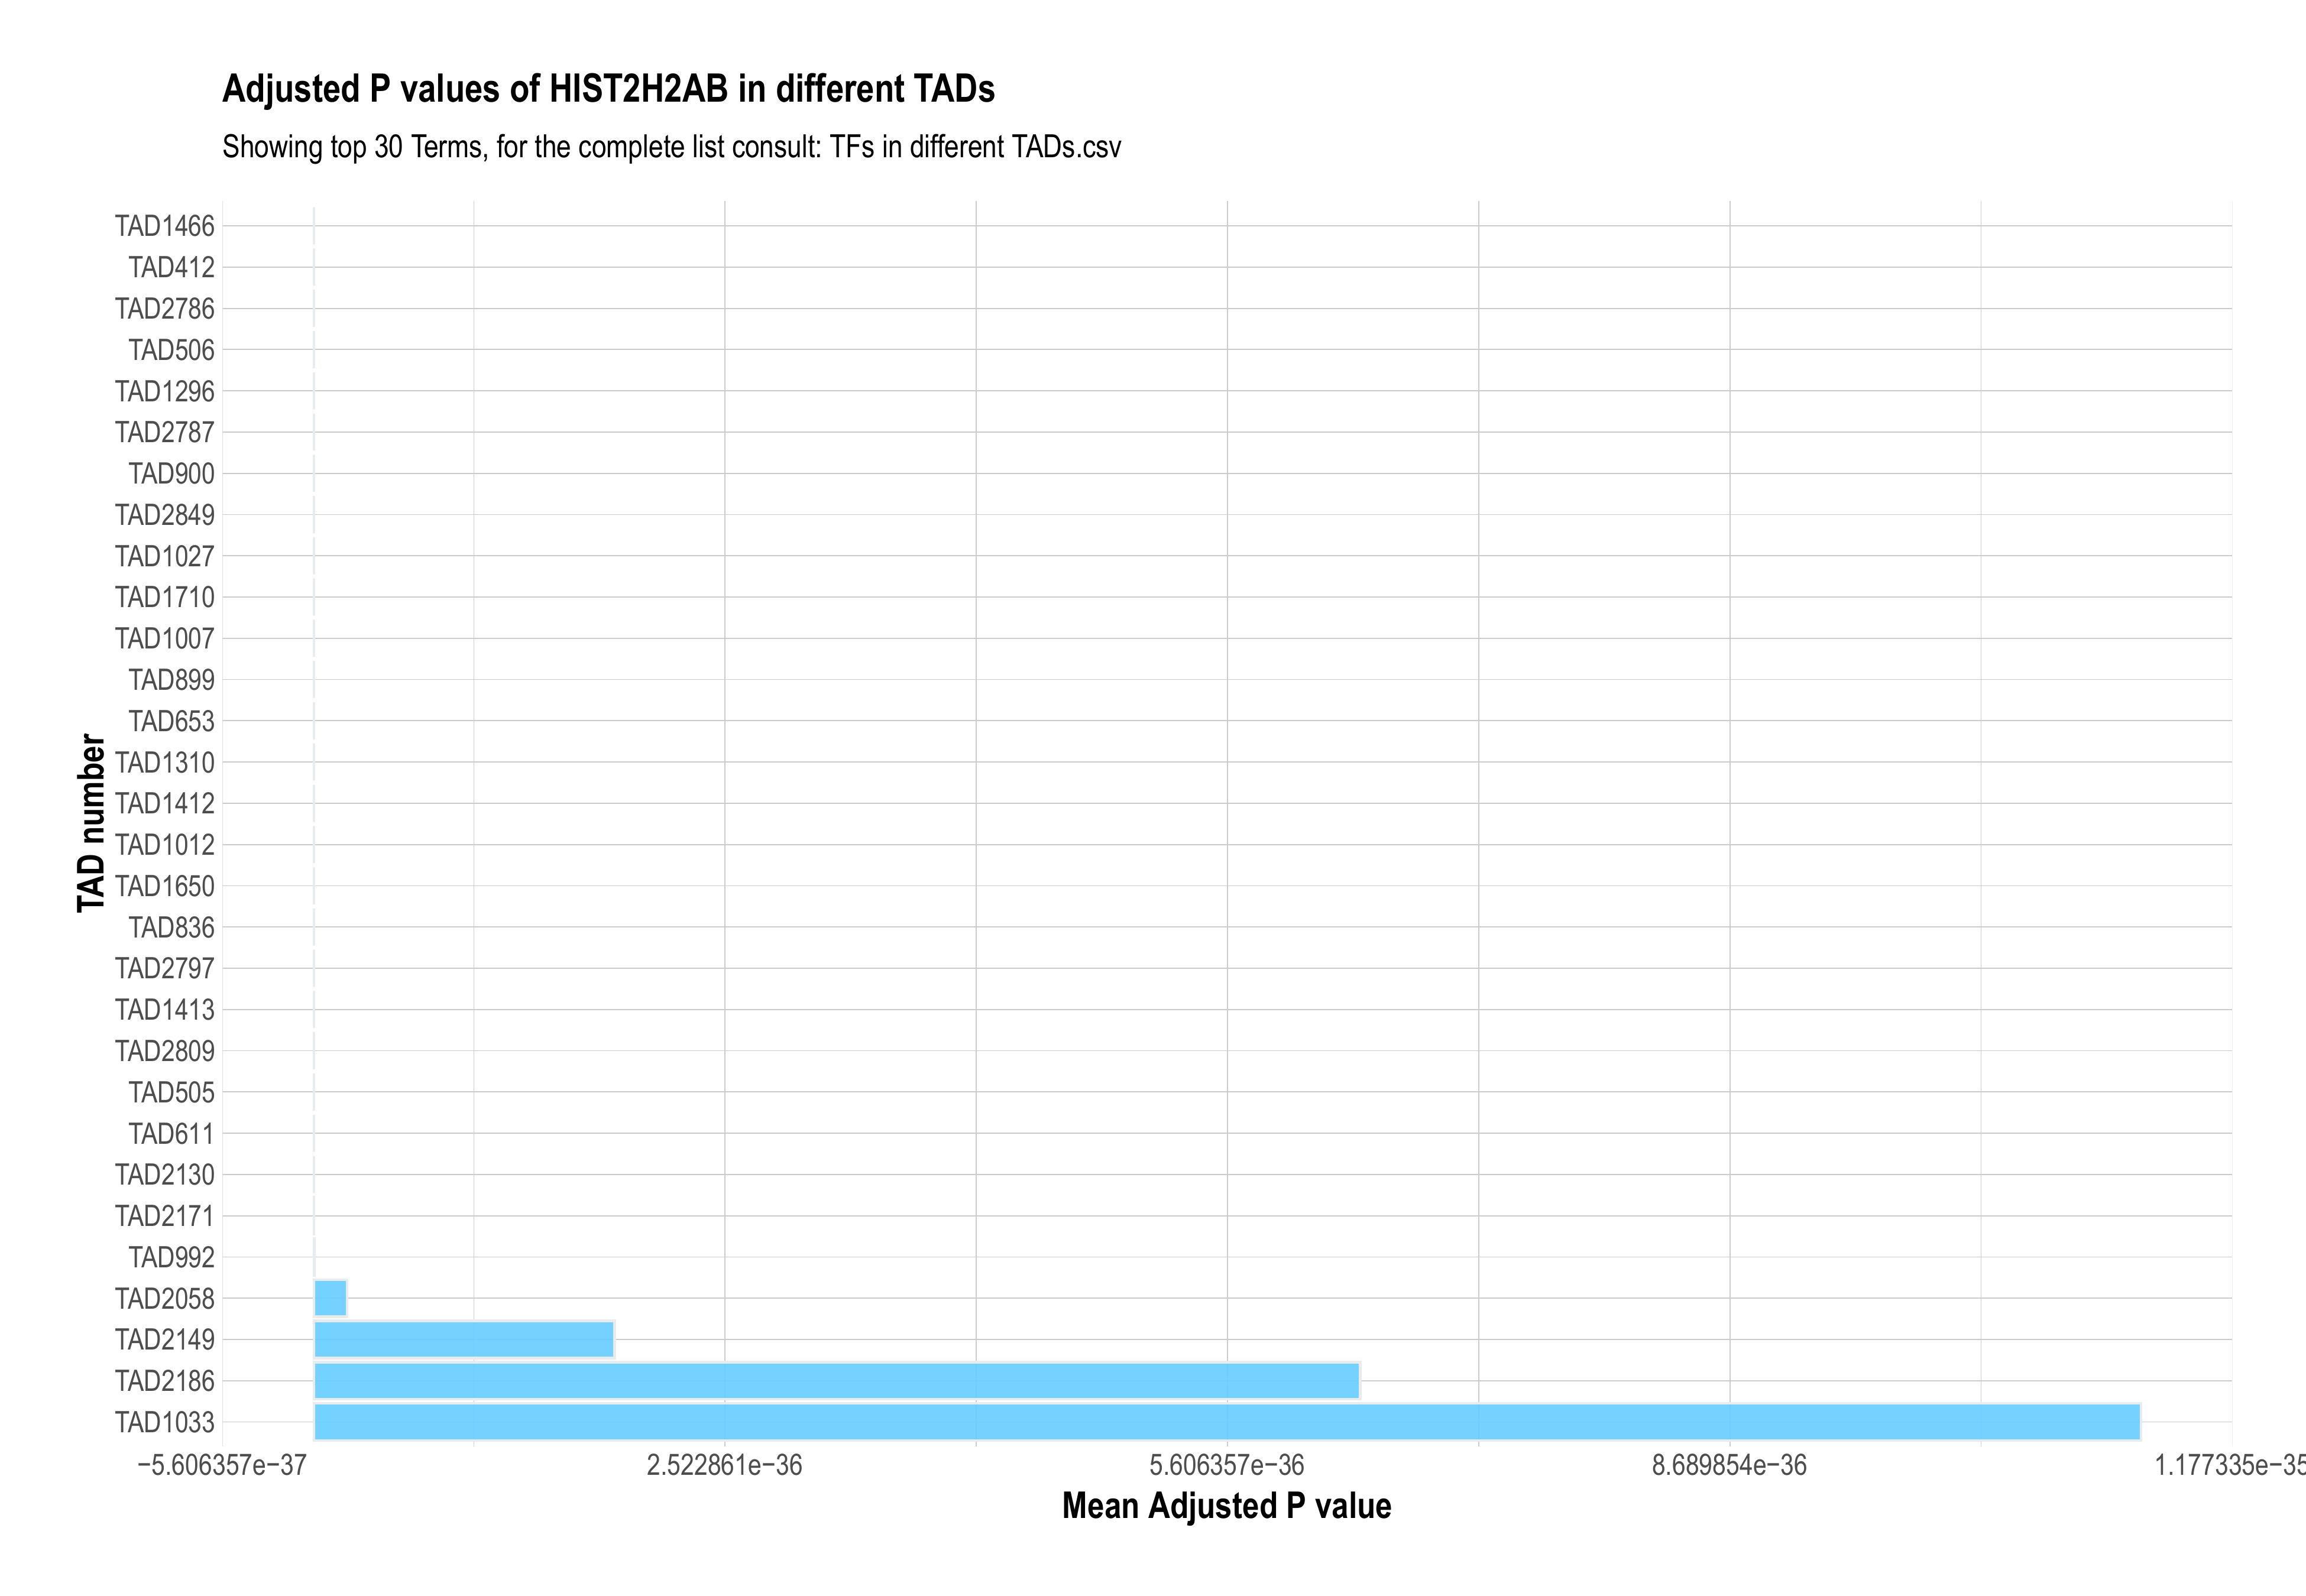 Adjusted P values of HIST2H2AB in different TADs
Showing top 30 Terms, for the complete list consult: TFs in different TADs.csv
TAD number
TAD1466
TAD412
TAD2786
TAD506
TAD1296
TAD2787
TAD900
TAD2849
TAD1027
TAD1710
TAD1007
TAD899
TAD653
TAD1310
TAD1412
TAD1012
TAD1650
TAD836
TAD2797
TAD1413
TAD2809
TAD505
TAD611
TAD2130
TAD2171
TAD992
TAD2058
TAD2149
TAD2186
TAD1033
−5.606357e−37 2.522861e−36 5.606357e−36 8.689854e−36 1.177335e−35
Mean Adjusted P value